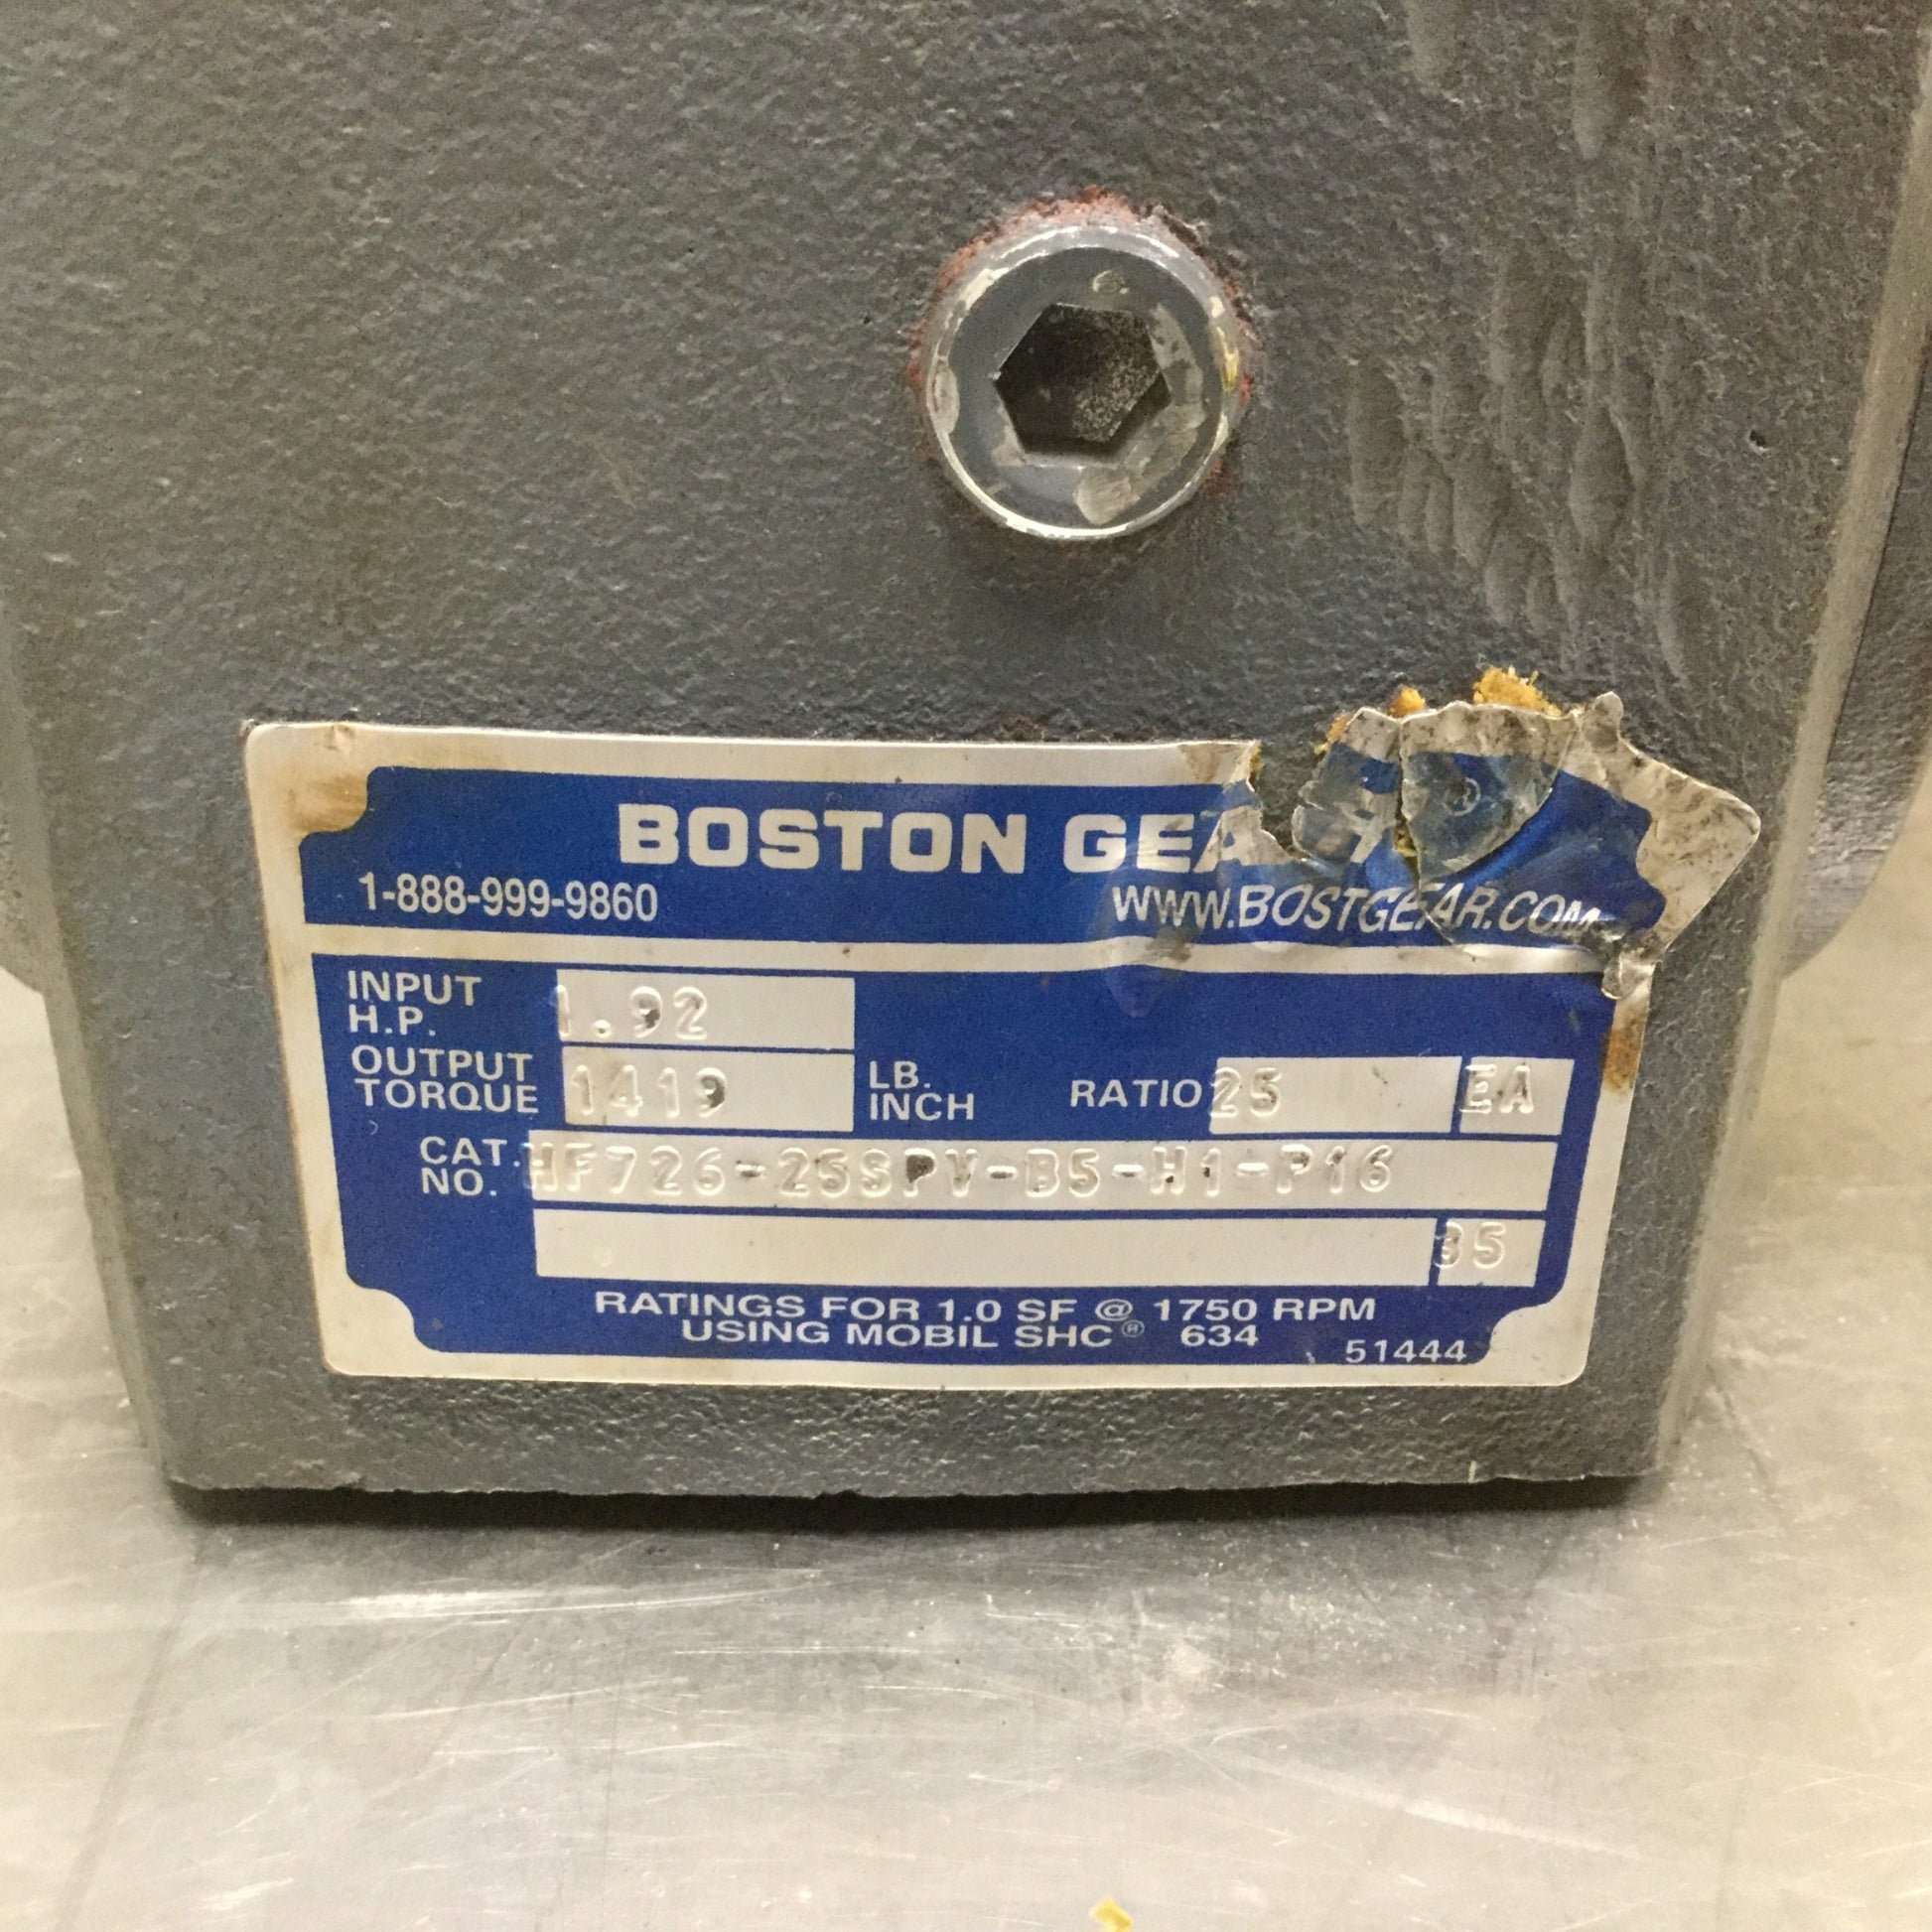 BOSTON GEAR
1-888-999-9860 WWW.BOSTGEAR.COM
INPUT H.P. 1.92
OUTPUT TORQUE 1419 LB. INCH RATIO 25 EA
CAT. NO. HF726-25SPV-B5-H1-P16
35
RATINGS FOR 1.0 SF @ 1750 RPM
USING MOBIL SHC® 634
51444